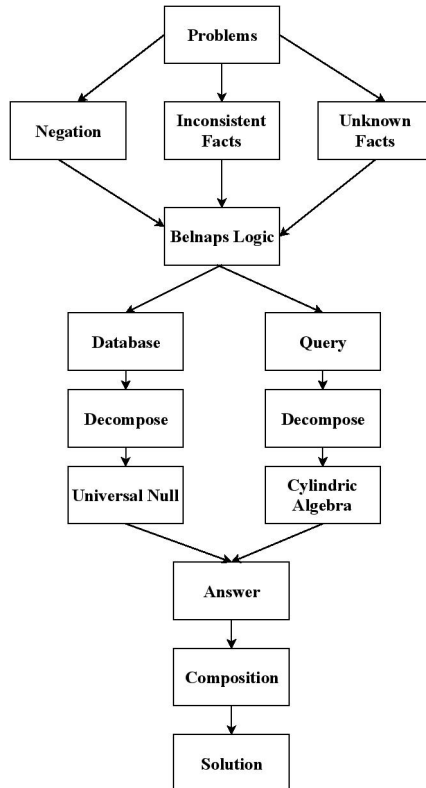 Problems
Negation
Inconsistent
Facts
Unknown
Facts
Belnaps Logic
Database
Query
Decompose
Decompose
Universal Null
Cylindric
Algebra
Answer
Composition
Solution